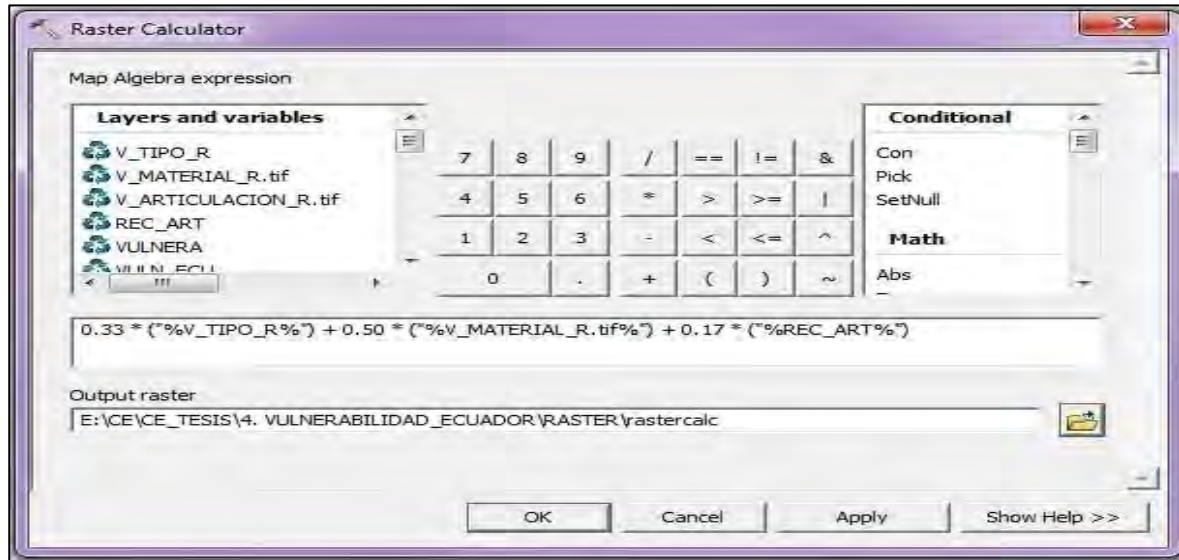 Raster Calculator
Map Algebra expression
Layers and variables
V_TIPO_R
V_MATERIAL_R.tif
V_ARTICULACION_R.tif
REC_ART
VULNERA
VULN_ECU
7 8 9 / == != &
4 5 6 * > >= |
1 2 3 - < <= ^
0 . + ( ) ~
Conditional
Con
Pick
SetNull
Math
Abs
0.33 * ("%V_TIPO_R%") + 0.50 * ("%V_MATERIAL_R.tif%") + 0.17 * ("%REC_ART%")
Output raster
E:\CE\CE_TESIS\4. VULNERABILIDAD_ECUADOR\RASTER\rastercalc
OK
Cancel
Apply
Show Help >>